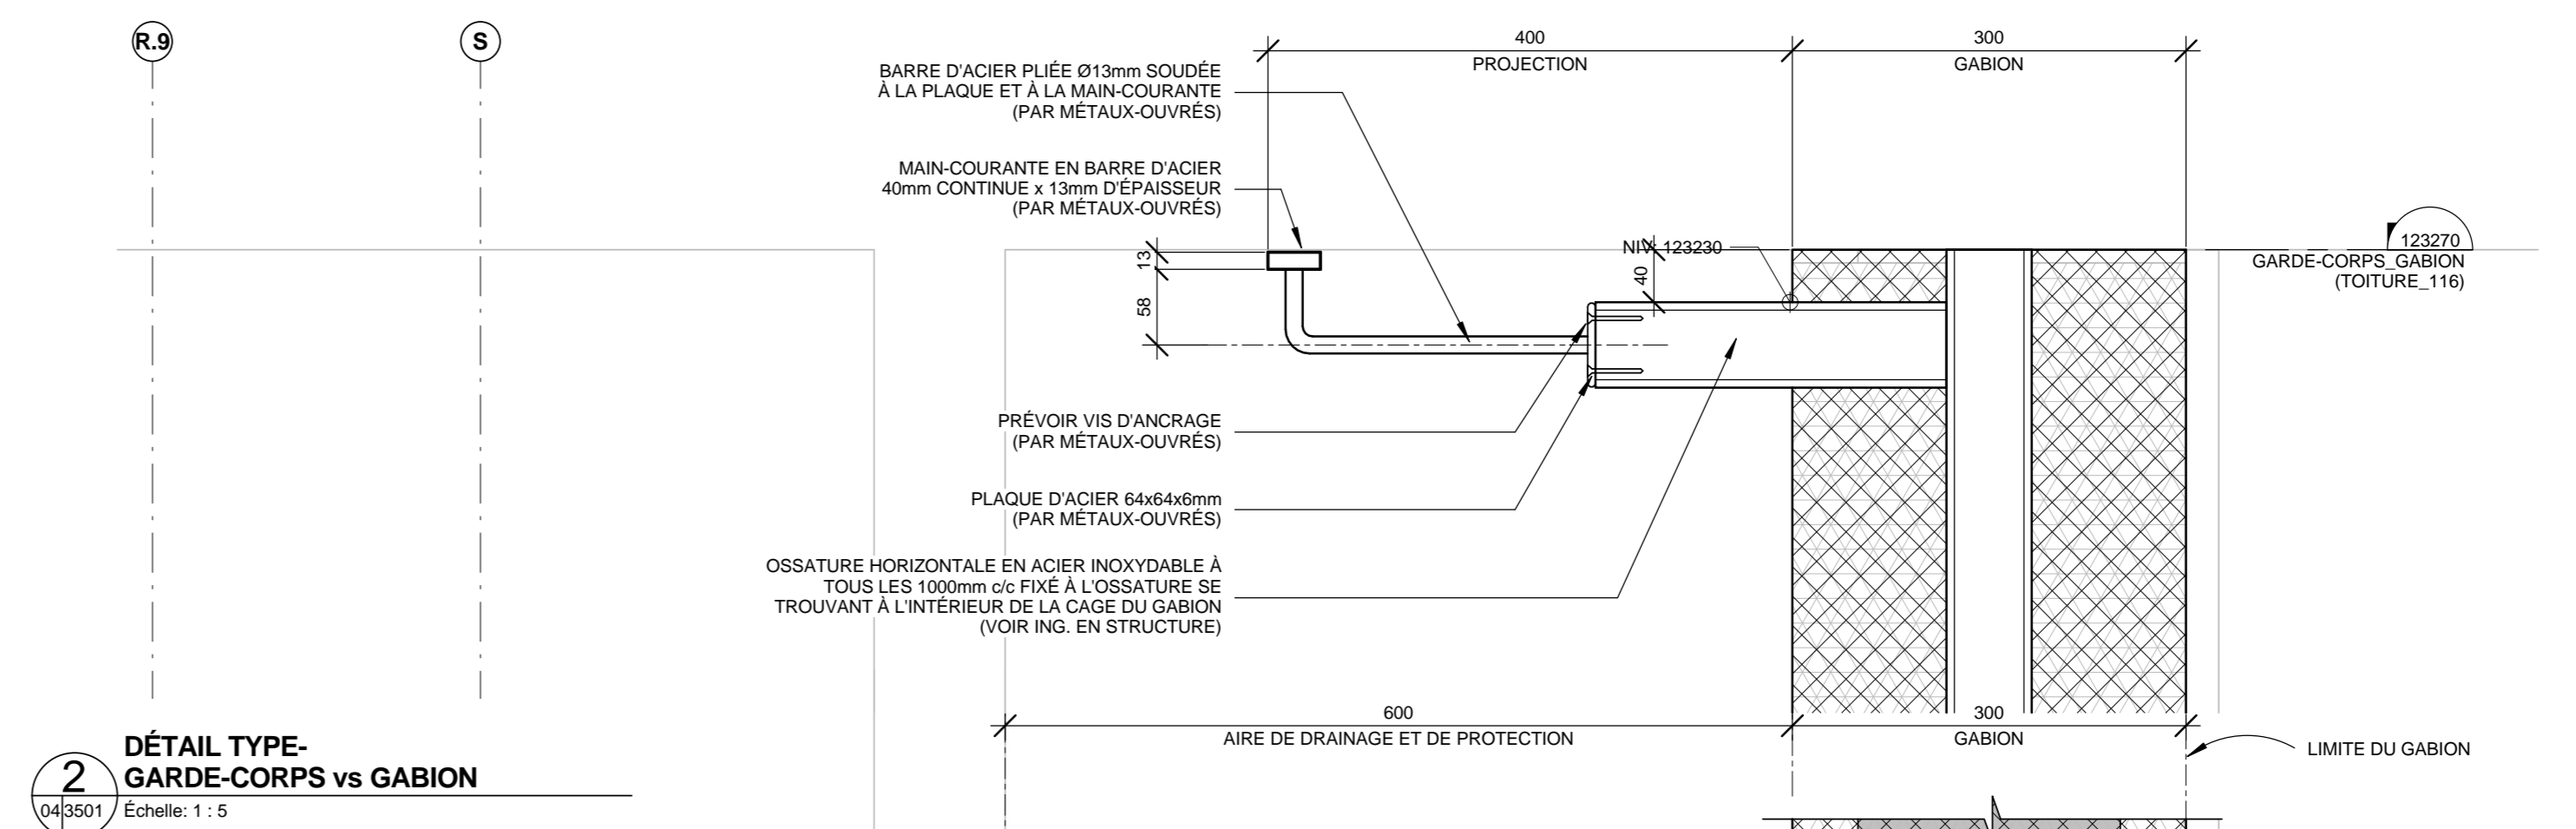 R.9
S
400
PROJECTION
300
GABION
BARRE D'ACIER PLIÉE Ø13mm SOUDÉE
À LA PLAQUE ET À LA MAIN-COURANTE
(PAR MÉTAUX-OUVRÉS)
MAIN-COURANTE EN BARRE D'ACIER
40mm CONTINUE x 13mm D'ÉPAISSEUR
(PAR MÉTAUX-OUVRÉS)
NIV: 123230
123270
GARDE-CORPS_GABION
(TOITURE_116)
13
40
58
PRÉVOIR VIS D'ANCRAGE
(PAR MÉTAUX-OUVRÉS)
PLAQUE D'ACIER 64x64x6mm
(PAR MÉTAUX-OUVRÉS)
OSSATURE HORIZONTALE EN ACIER INOXYDABLE À
TOUS LES 1000mm c/c FIXÉ À L'OSSATURE SE
TROUVANT À L'INTÉRIEUR DE LA CAGE DU GABION
(VOIR ING. EN STRUCTURE)
600
AIRE DE DRAINAGE ET DE PROTECTION
300
GABION
LIMITE DU GABION
2
04 3501
DÉTAIL TYPE-
GARDE-CORPS vs GABION
Échelle: 1 : 5